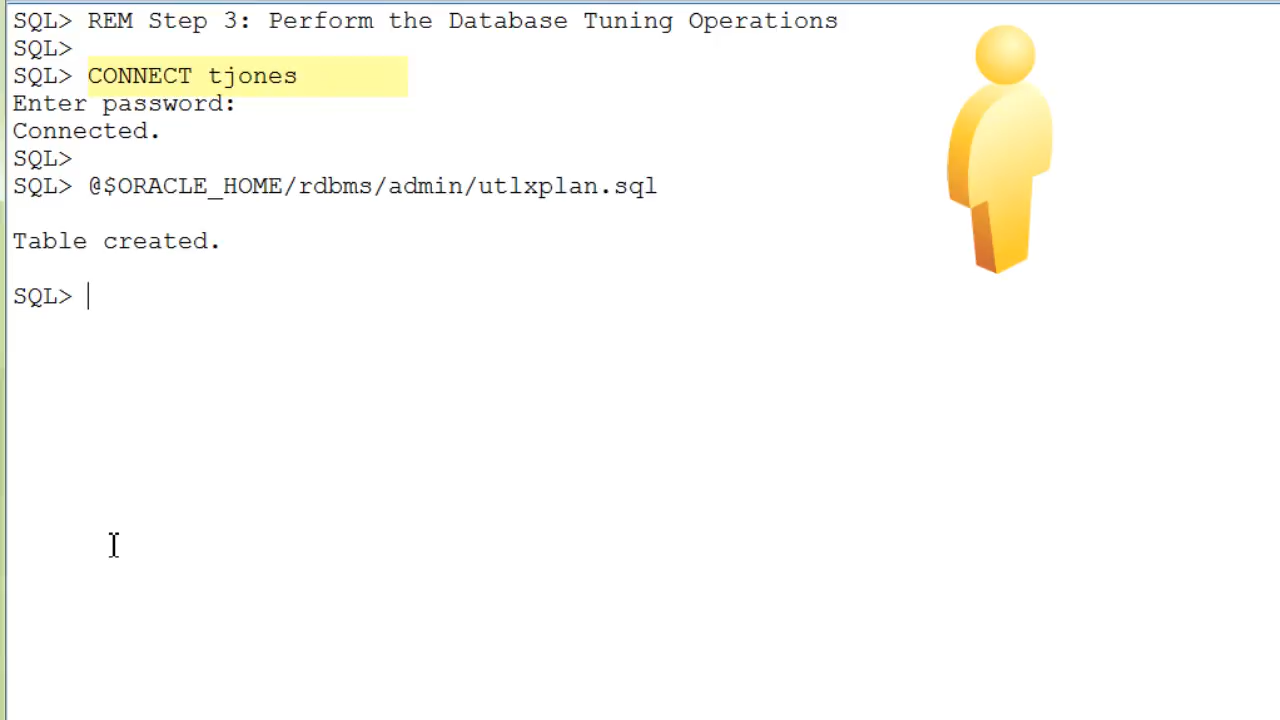 SQL> REM Step 3: Perform the Database Tuning Operations
SQL>
SQL> CONNECT tjones
Enter password:
Connected.
SQL>
SQL> @$ORACLE_HOME/rdbms/admin/utlxplan.sql
Table created.
SQL>